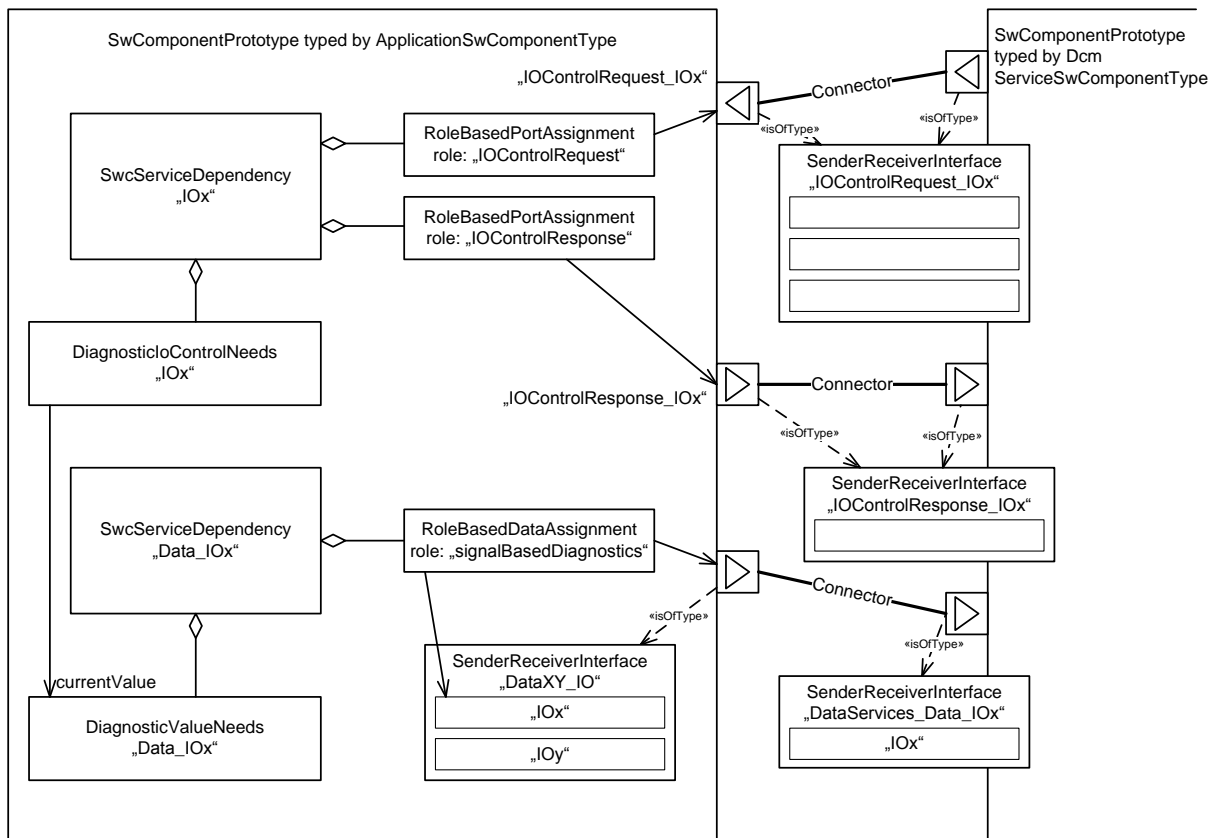 SwComponentPrototype typed by ApplicationSwComponentType
SwComponentPrototype
typed by Dcm
ServiceSwComponentType
„IOControlRequest_IOx“
Connector
«isOfType»
«isOfType»
RoleBasedPortAssignment
role: „IOControlRequest“
SwcServiceDependency
„IOx“
SenderReceiverInterface
„IOControlRequest_IOx“
RoleBasedPortAssignment
role: „IOControlResponse“
DiagnosticIoControlNeeds
„IOx“
„IOControlResponse_IOx“
Connector
«isOfType»
«isOfType»
SenderReceiverInterface
„IOControlResponse_IOx“
SwcServiceDependency
„Data_IOx“
RoleBasedDataAssignment
role: „signalBasedDiagnostics“
Connector
«isOfType»
«isOfType»
currentValue
SenderReceiverInterface
„DataXY_IO“
„IOx“
„IOy“
SenderReceiverInterface
„DataServices_Data_IOx“
„IOx“
DiagnosticValueNeeds
„Data_IOx“